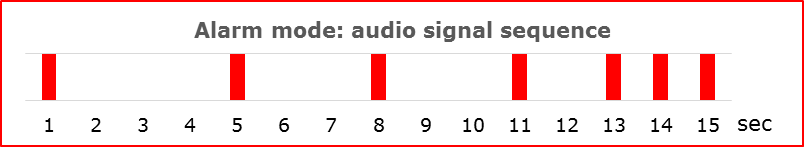 Alarm mode: audio signal sequence
1 2 3 4 5 6 7 8 9 10 11 12 13 14 15 sec